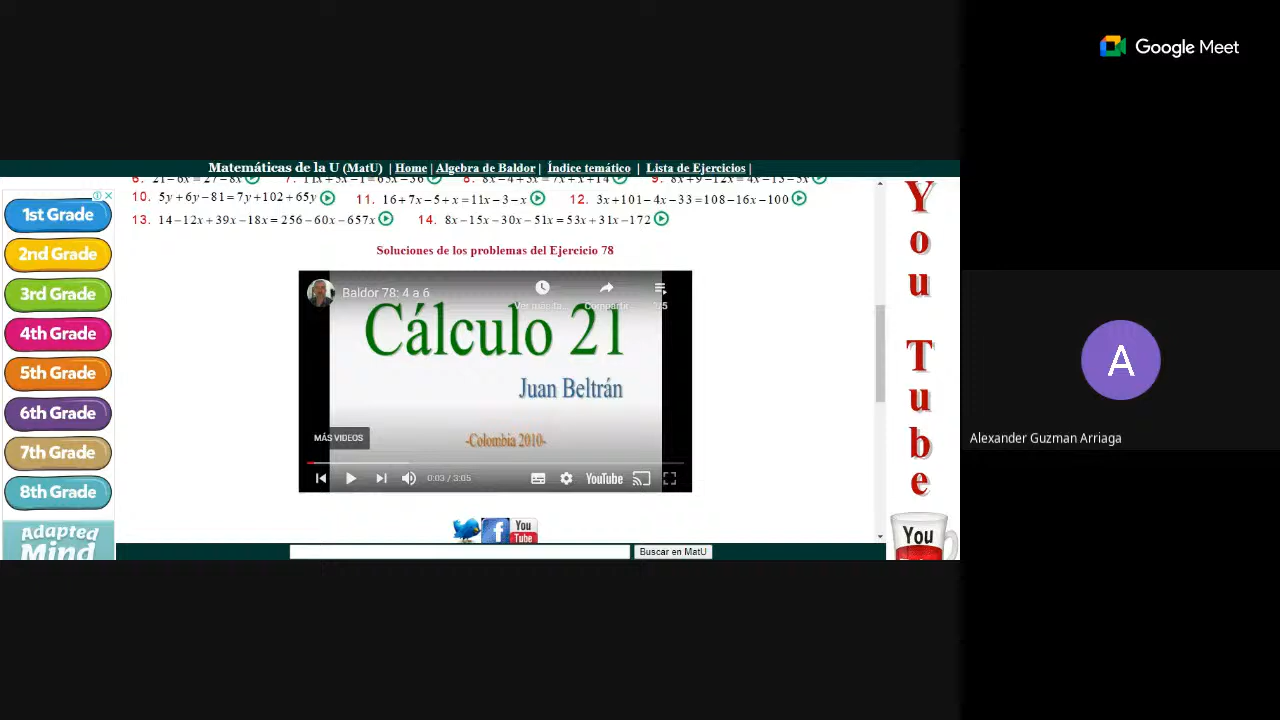 Google Meet
Matemáticas de la U (MatU) | Home | Algebra de Baldor | Índice temático | Lista de Ejercicios |
10. 5y+6y−81=7y+102+65y 11. 16+7x−5+x=11x−3−x 12. 3x+101−4x−33=108−16x−100
13. 14−12x+39x−18x=256−60x−657x 14. 8x−15x−30x−51x=53x+31x−172
Soluciones de los problemas del Ejercicio 78
1st Grade
2nd Grade
3rd Grade
4th Grade
5th Grade
6th Grade
7th Grade
8th Grade
Adapted
Mind
Baldor 78: 4 a 6
Compartir
Cálculo 21
Juan Beltrán
MÁS VIDEOS
-Colombia 2010-
0:03 / 3:05
YouTube
You
Tube
Buscar en MatU
You Tube
You
A
Alexander Guzman Arriaga